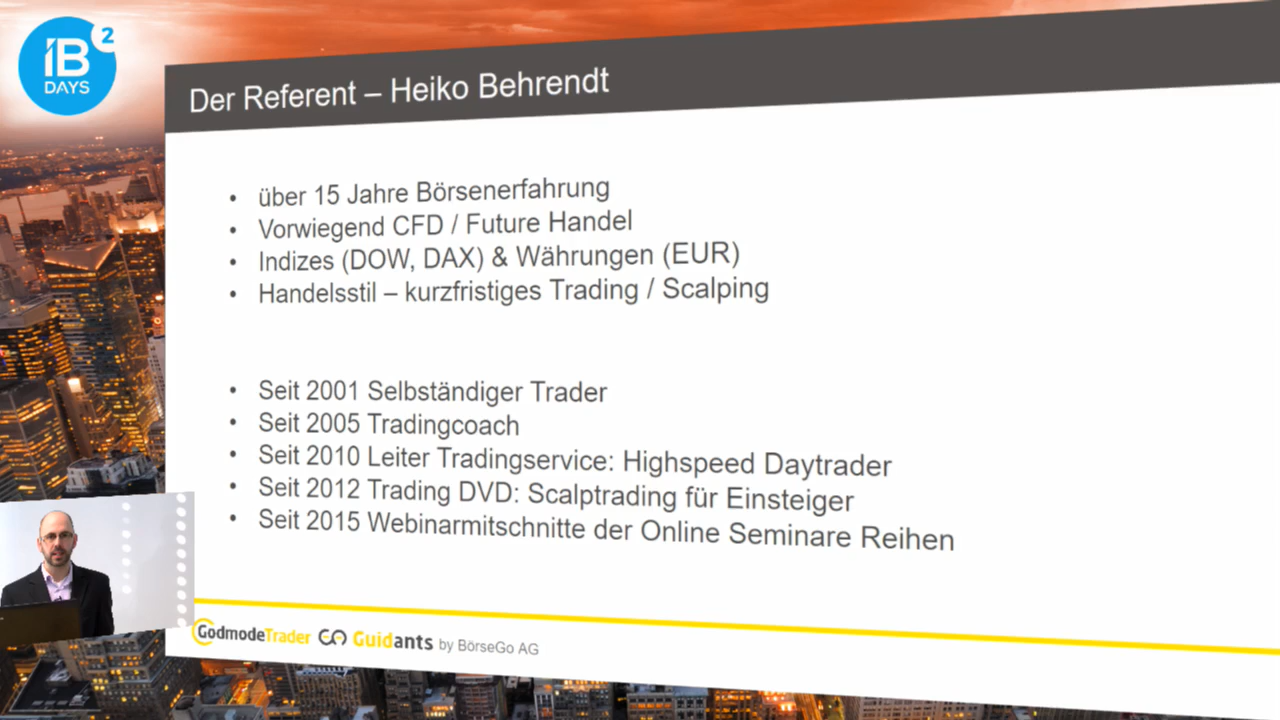 IB 2
DAYS
Der Referent – Heiko Behrendt
• über 15 Jahre Börsenerfahrung
• Vorwiegend CFD / Future Handel
• Indizes (DOW, DAX) & Währungen (EUR)
• Handelsstil – kurzfristiges Trading / Scalping
• Seit 2001 Selbständiger Trader
• Seit 2005 Tradingcoach
• Seit 2010 Leiter Tradingservice: Highspeed Daytrader
• Seit 2012 Trading DVD: Scalptrading für Einsteiger
• Seit 2015 Webinarmitschnitte der Online Seminare Reihen
GodmodeTrader Guidants by BörseGo AG